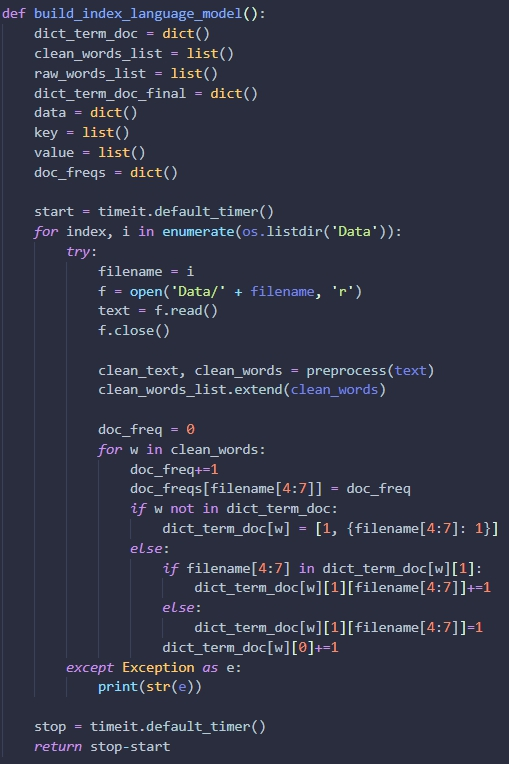 def build_index_language_model():
    dict_term_doc = dict()
    clean_words_list = list()
    raw_words_list = list()
    dict_term_doc_final = dict()
    data = dict()
    key = list()
    value = list()
    doc_freqs = dict()

    start = timeit.default_timer()
    for index, i in enumerate(os.listdir('Data')):
        try:
            filename = i
            f = open('Data/' + filename, 'r')
            text = f.read()
            f.close()

            clean_text, clean_words = preprocess(text)
            clean_words_list.extend(clean_words)

            doc_freq = 0
            for w in clean_words:
                doc_freq+=1
                doc_freqs[filename[4:7]] = doc_freq
                if w not in dict_term_doc:
                    dict_term_doc[w] = [1, {filename[4:7]: 1}]
                else:
                    if filename[4:7] in dict_term_doc[w][1]:
                        dict_term_doc[w][1][filename[4:7]]+=1
                    else:
                        dict_term_doc[w][1][filename[4:7]]=1
                    dict_term_doc[w][0]+=1
        except Exception as e:
            print(str(e))

    stop = timeit.default_timer()
    return stop-start